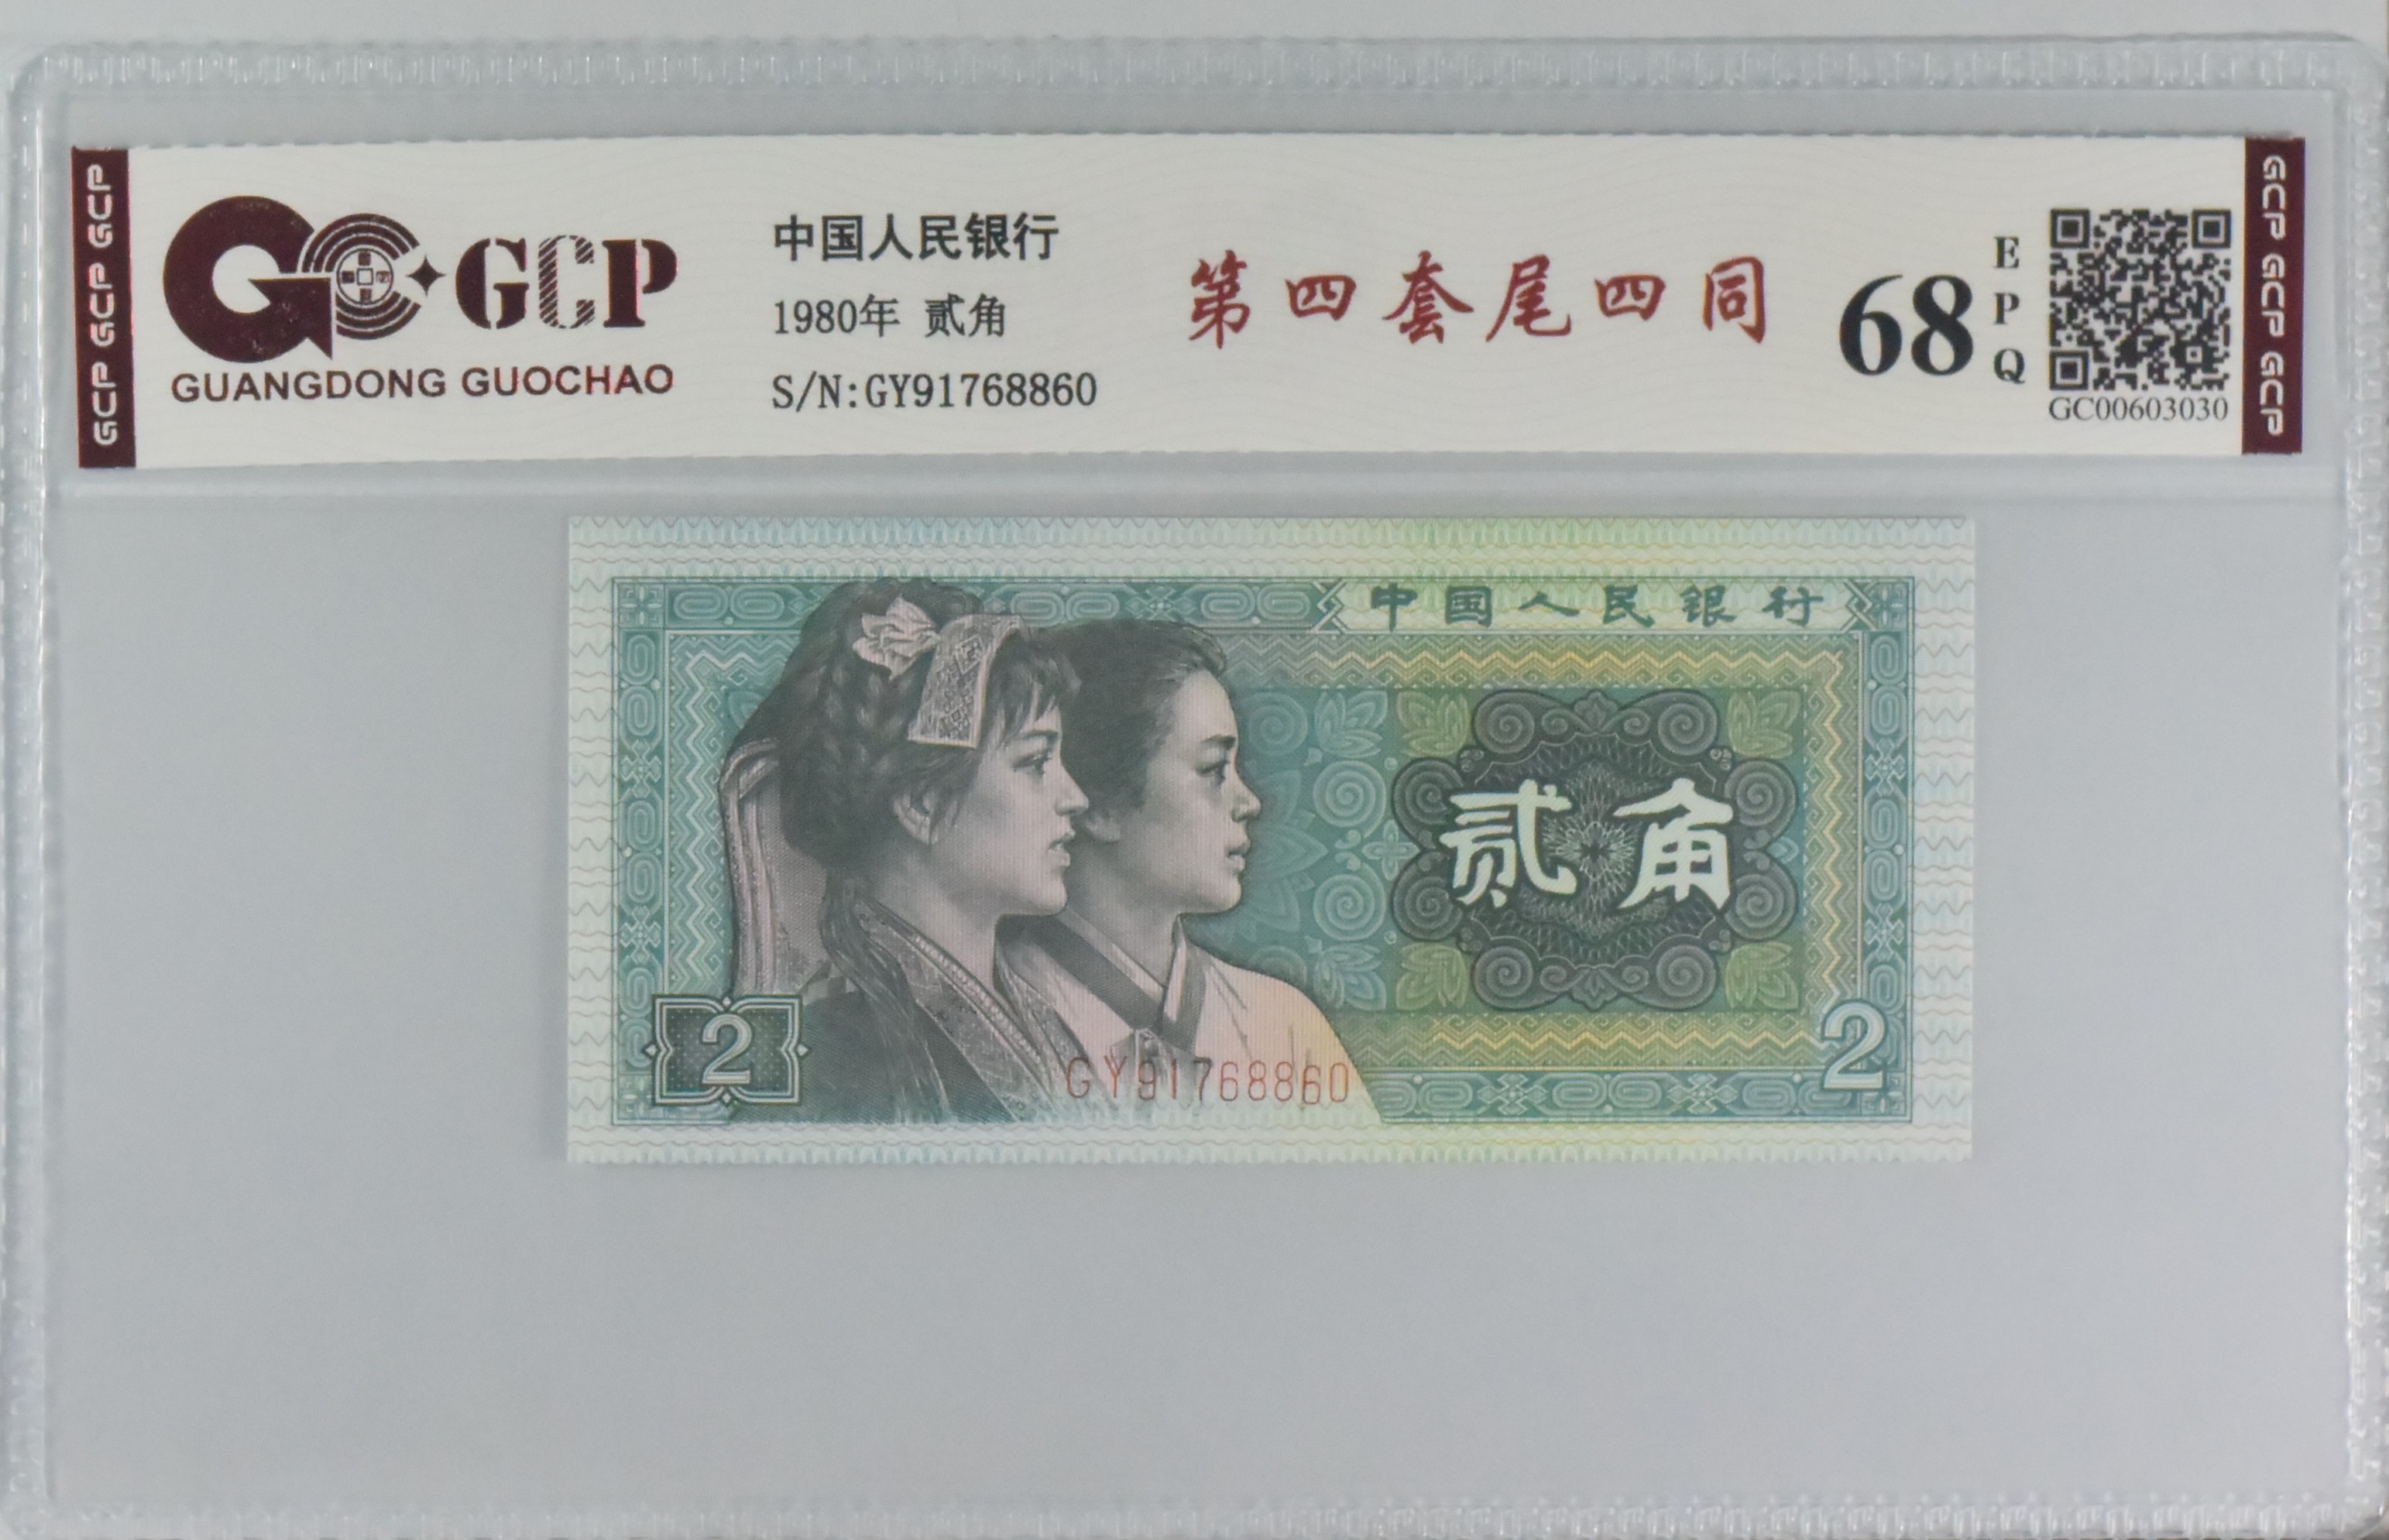 GCP GCP GCP
GCP
GUANGDONG GUOCHAO
中国人民银行
1980年 贰角
S/N:GY91768860
第四套尾四同
68
EPQ
GC00603030
GCP GCP GCP
中国人民银行
贰角
2
GY91768860
2